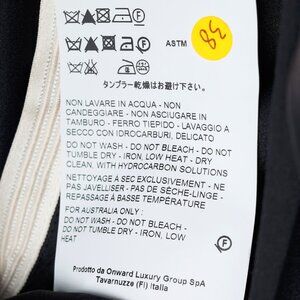 F
38
ASTM
F
F
タンブラー乾燥はお避け下さい。
NON LAVARE IN ACQUA - NON
CANDEGGIARE - NON ASCIUGARE IN
TAMBURO - FERRO TIEPIDO - LAVAGGIO A
SECCO CON IDROCARBURI, DELICATO
DO NOT WASH - DO NOT BLEACH - DO NOT
TUMBLE DRY - IRON, LOW HEAT - DRY
CLEAN, WITH HYDROCARBON SOLUTIONS
NETTOYAGE A SEC EXCLUSIVEMENT - NE
PAS JAVELLISER - PAS DE SÈCHE-LINGE -
REPASSAGE À BASSE TEMPÉRATURE
FOR AUSTRALIA ONLY :
DO NOT WASH - DO NOT BLEACH -
DO NOT TUMBLE DRY - IRON, LOW
HEAT
F
Prodotto da Onward Luxury Group SpA
Tavarnuzze (FI) Italia